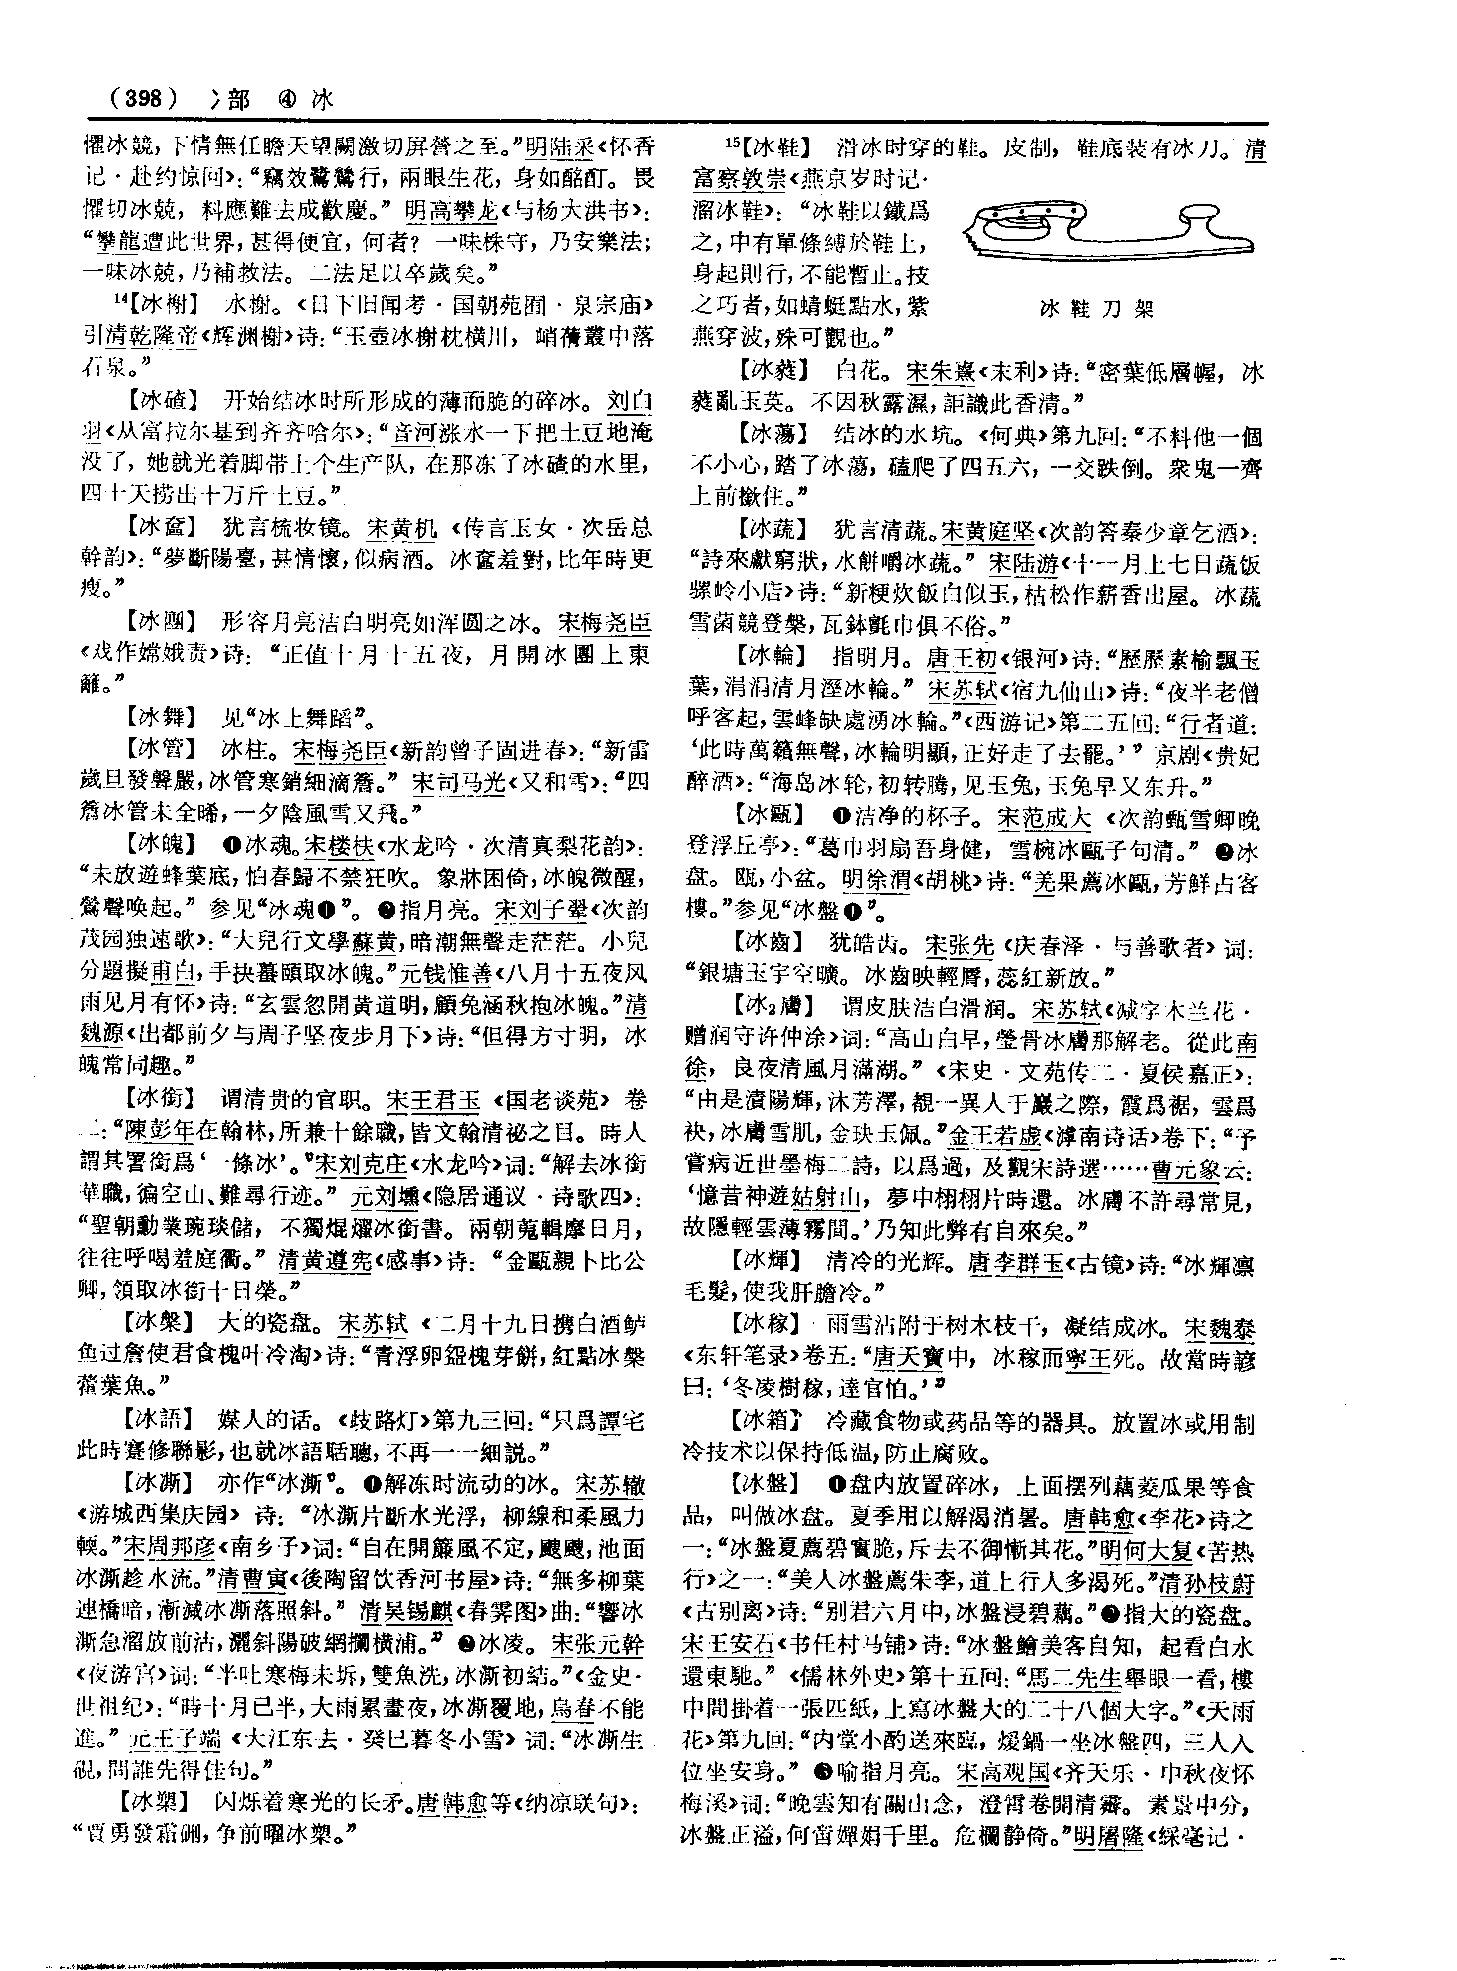 （398） 冫部 ④ 冰
懼冰競，下情無任瞻天望闕激切屏營之至。”明陆采《怀香
记·赴约惊问》：“竊效鸞鶯行，兩眼生花，身如酩酊。畏
懼切冰兢，料應難去成歡慶。”明高攀龙《与杨大洪书》：
“攀龍遭此世界，甚得便宜，何者？一味株守，乃安樂法；
一味冰兢，乃補救法。二法足以卒歲矣。”
14【冰榭】 水榭。《日下旧闻考·国朝苑囿·泉宗庙》
引清乾隆帝《辉渊榭》诗：“玉壺冰榭枕横川，峭蒨叢中落
石泉。”
【冰碴】 开始结冰时所形成的薄而脆的碎冰。刘白
羽《从富拉尔基到齐齐哈尔》：“音河涨水一下把土豆地淹
没了，她就光着脚带上个生产队，在那冻了冰碴的水里，
四十天捞出十万斤土豆。”
【冰奩】 犹言梳妆镜。宋黄机《传言玉女·次岳总
幹韵》：“夢斷陽臺，甚情懷，似病酒。冰奩羞對，比年時更
瘦。”
【冰團】 形容月亮洁白明亮如浑圆之冰。宋梅尧臣
《戏作嫦娥责》诗：“正值十月十五夜，月開冰團上東
籬。”
【冰舞】 见“冰上舞蹈”。
【冰管】 冰柱。宋梅尧臣《新韵曾子固进春》：“新雷
歲旦發聲嚴，冰管寒銷細滴簷。”宋司马光《又和雪》：“四
簷冰管未全晞，一夕陰風雪又飛。”
【冰魄】 ❶冰魂。宋楼扶《水龙吟·次清真梨花韵》：
“未放遊蜂葉底，怕春歸不禁狂吹。象牀困倚，冰魄微醒，
鶯聲唤起。”参见“冰魂❶”。❷指月亮。宋刘子翬《次韵
茂园独速歌》：“大兒行文學蘇黄，暗潮無聲走茫茫。小兒
分題擬甫白，手抉蟇頤取冰魄。”元钱惟善《八月十五夜风
雨见月有怀》诗：“玄雲忽開黄道明，顧兔涵秋抱冰魄。”清
魏源《出都前夕与周子坚夜步月下》诗：“但得方寸明，冰
魄常同趣。”
【冰銜】 谓清贵的官职。宋王君玉《国老谈苑》卷
二：“陳彭年在翰林，所兼十餘職，皆文翰清祕之目。時人
謂其署銜爲‘一條冰’。”宋刘克庄《水龙吟》词：“解去冰銜
華職，徧空山、難尋行迹。”元刘壎《隐居通议·诗歌四》：
“聖朝動業琬琰儲，不獨焜燿冰銜書。兩朝蒐輯摩日月，
往往呼喝羞庭衢。”清黄遵宪《感事》诗：“金甌親卜比公
卿，領取冰銜十日榮。”
【冰槃】 大的瓷盘。宋苏轼《二月十九日携白酒鲈
鱼过詹使君食槐叶冷淘》诗：“青浮卵盌槐芽餅，紅點冰槃
藿葉魚。”
【冰語】 媒人的话。《歧路灯》第九三回：“只爲譚宅
此時蹇修聯影，也就冰語聒聽，不再一一細説。”
【冰澌】 亦作“冰凘”。❶解冻时流动的冰。宋苏辙
《游城西集庆园》诗：“冰澌片斷水光浮，柳線和柔風力
輭。”宋周邦彦《南乡子》词：“自在開簾風不定，颼颼，池面
冰澌趁水流。”清曹寅《後陶留饮香河书屋》诗：“無多柳葉
連橋暗，漸減冰澌落照斜。”清吴锡麒《春霁图》曲：“響冰
澌急溜放前沽，灑斜陽破網攔横浦。”❷冰凌。宋张元幹
《夜游宫》词：“半吐寒梅未坼，雙魚洗，冰澌初結。”《金史·
世祖纪》：“時十月已半，大雨累晝夜，冰凘覆地，烏春不能
進。”元王子端《大江东去·癸巳暮冬小雪》词：“冰澌生
硯，問誰先得佳句。”
【冰槊】 闪烁着寒光的长矛。唐韩愈等《纳凉联句》：
“賈勇發霜硎，争前曜冰槊。”
15【冰鞋】 滑冰时穿的鞋。皮制，鞋底装有冰刀。清
富察敦崇《燕京岁时记·
溜冰鞋》：“冰鞋以鐵爲
之，中有單條縛於鞋上，
身起則行，不能暫止。技
之巧者，如蜻蜓點水，紫
燕穿波，殊可觀也。”
冰鞋刀架
【冰蕤】 白花。宋朱熹《末利》诗：“密葉低層幄，冰
蕤亂玉英。不因秋露濕，詎識此香清。”
【冰蕩】 结冰的水坑。《何典》第九回：“不料他一個
不小心，踏了冰蕩，磕爬了四五六，一交跌倒。衆鬼一齊
上前撳住。”
【冰蔬】 犹言清蔬。宋黄庭坚《次韵答秦少章乞酒》：
“詩來獻窮狀，水餅嚼冰蔬。”宋陆游《十一月上七日蔬饭
骡岭小店》诗：“新粳炊飯白似玉，枯松作薪香出屋。冰蔬
雪菌競登槃，瓦鉢氈巾俱不俗。”
【冰輪】 指明月。唐王初《银河》诗：“歷歷素榆飄玉
葉，涓涓清月溼冰輪。”宋苏轼《宿九仙山》诗：“夜半老僧
呼客起，雲峰缺處湧冰輪。”《西游记》第二五回：“行者道：
‘此時萬籟無聲，冰輪明顯，正好走了去罷。’”京剧《贵妃
醉酒》：“海岛冰轮，初转腾，见玉兔，玉兔早又东升。”
【冰甌】 ❶洁净的杯子。宋范成大《次韵甄雪卿晚
登浮丘亭》：“葛巾羽扇吾身健，雪椀冰甌子句清。”❷冰
盘。瓯，小盆。明徐渭《胡桃》诗：“羌果薦冰甌，芳鮮占客
樓。”参见“冰盤❶”。
【冰齒】 犹皓齿。宋张先《庆春泽·与善歌者》词：
“銀塘玉宇空曠。冰齒映輕脣，蕊紅新放。”
【冰2膚】 谓皮肤洁白滑润。宋苏轼《减字木兰花·
赠润守许仲涂》词：“高山白早，瑩骨冰膚那解老。從此南
徐，良夜清風月滿湖。”《宋史·文苑传二·夏侯嘉正》：
“由是瀆陽輝，沐芳澤，覩一異人于巖之際，霞爲裾，雲爲
袂，冰膚雪肌，金玦玉佩。”金王若虚《滹南诗话》卷下：“予
嘗病近世墨梅二詩，以爲過，及觀宋詩選……曹元象云：
‘憶昔神遊姑射山，夢中栩栩片時還。冰膚不許尋常見，
故隱輕雲薄霧間。’乃知此弊有自來矣。”
【冰輝】 清冷的光辉。唐李群玉《古镜》诗：“冰輝凛
毛髮，使我肝膽冷。”
【冰稼】 雨雪沾附于树木枝干，凝结成冰。宋魏泰
《东轩笔录》卷五：“唐天寶中，冰稼而寧王死。故當時諺
曰：‘冬凌樹稼，達官怕。’”
【冰箱】 冷藏食物或药品等的器具。放置冰或用制
冷技术以保持低温，防止腐败。
【冰盤】 ❶盘内放置碎冰，上面摆列藕菱瓜果等食
品，叫做冰盘。夏季用以解渴消暑。唐韩愈《李花》诗之
一：“冰盤夏薦碧實脆，斥去不御慚其花。”明何大复《苦热
行》之一：“美人冰盤薦朱李，道上行人多渴死。”清孙枝蔚
《古别离》诗：“别君六月中，冰盤浸碧藕。”❷指大的瓷盘。
宋王安石《书任村马铺》诗：“冰盤鱠美客自知，起看白水
還東馳。”《儒林外史》第十五回：“馬二先生舉眼一看，樓
中間掛着一張匹紙，上寫冰盤大的二十八個大字。”《天雨
花》第九回：“内堂小酌送來臨，煖鍋一坐冰盤四，三人入
位坐安身。”❸喻指月亮。宋高观国《齐天乐·中秋夜怀
梅溪》词：“晚雲知有關山念，澄霄卷開清霽。素景中分，
冰盤正溢，何啻嬋娟千里。危欄静倚。”明屠隆《綵毫记·